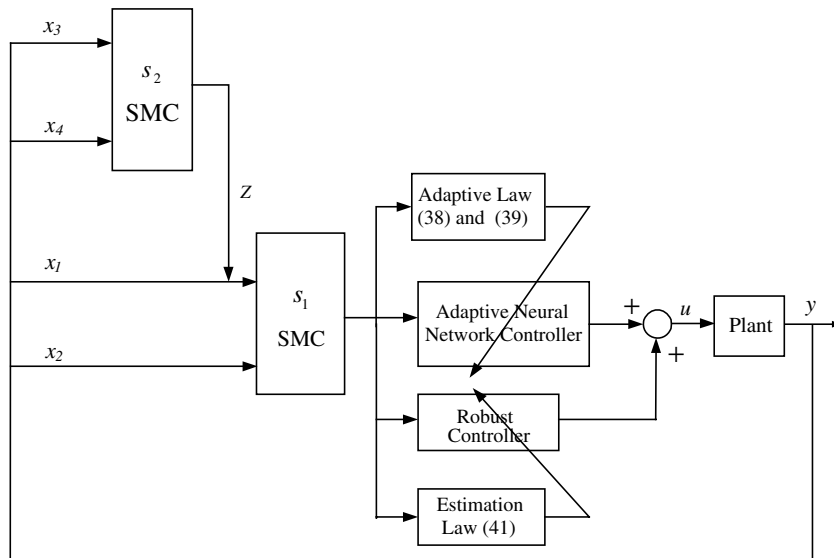 x3
s2
SMC
x4
Z
x1
x2
s1
SMC
Adaptive Law
(38) and (39)
Adaptive Neural
Network Controller
Robust
Controller
Estimation
Law (41)
+
+
u
Plant
y